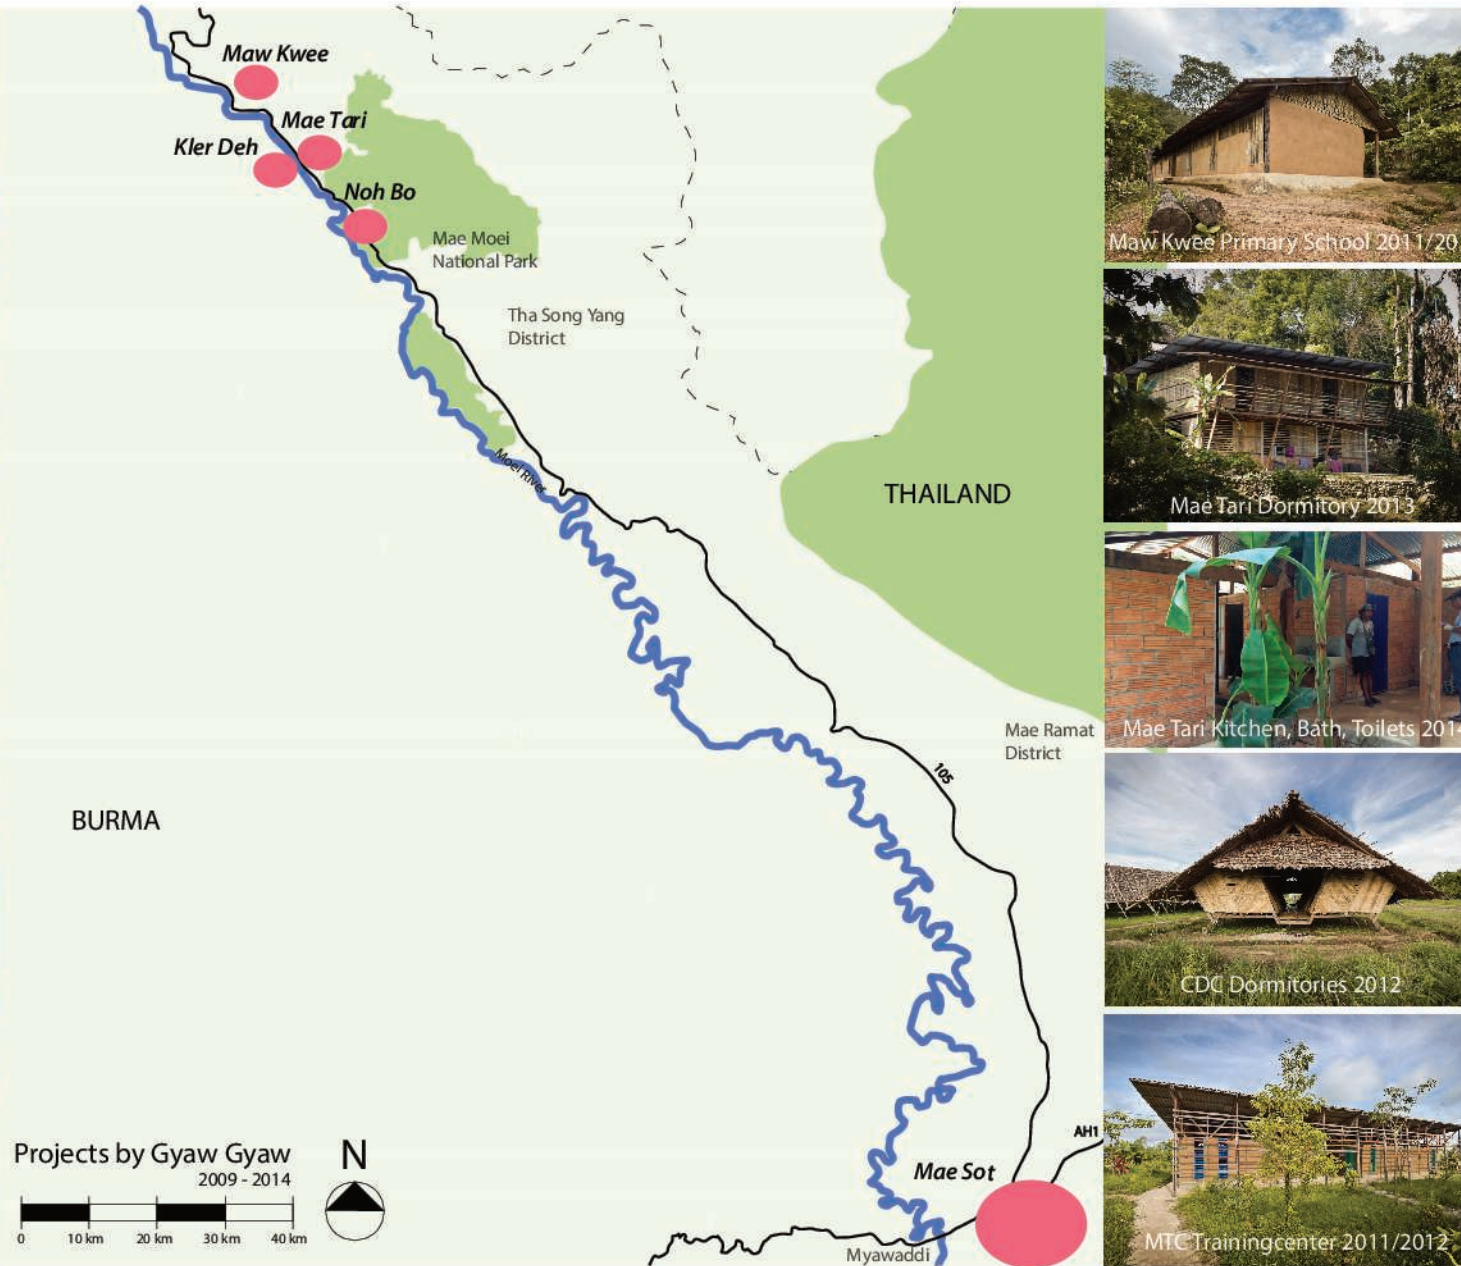 Maw Kwee
Mae Tari
Kler Deh
Noh Bo
Mae Moei
National Park
Tha Song Yang
District
Moei River
THAILAND
Mae Ramat
District
105
BURMA
AH1
Mae Sot
Myawaddi
Projects by Gyaw Gyaw
2009 - 2014
N
0 10 km 20 km 30 km 40 km
Maw Kwee Primary School 2011/20
Mae Tari Dormitory 2013
Mae Tari Kitchen, Bath, Toilets 2014
CDC Dormitories 2012
MTC Trainingcenter 2011/2012